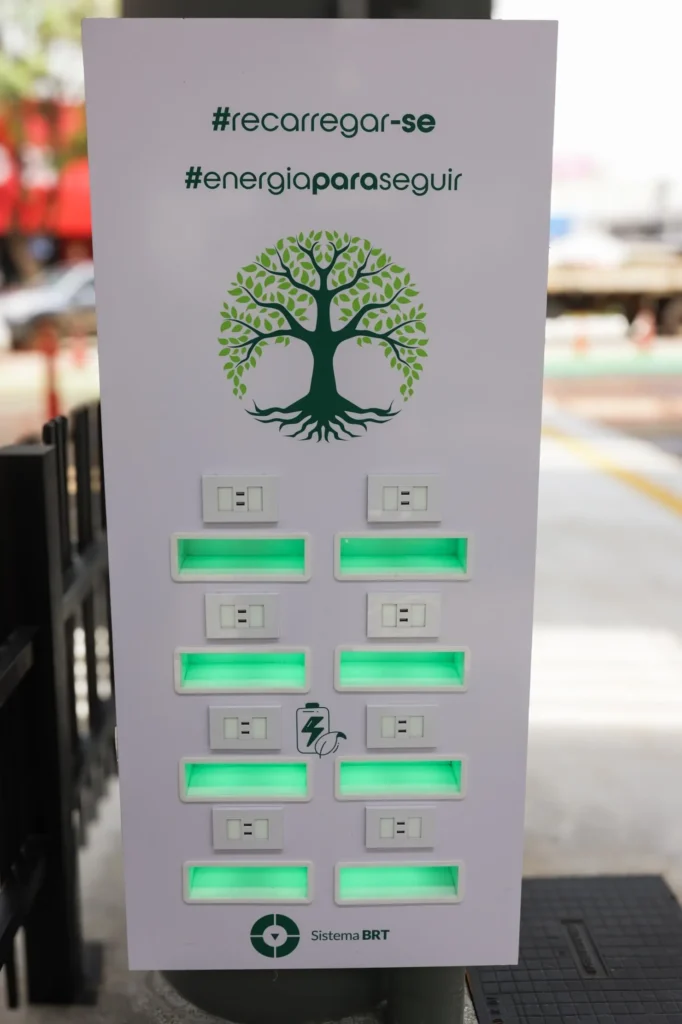 #recarregar-se
#energiaparaseguir
Sistema BRT